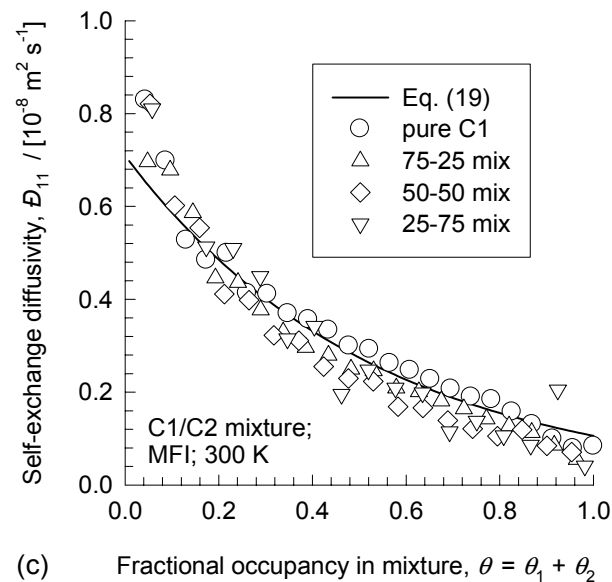 Self-exchange diffusivity, Đ₁₁ / [10⁻⁸ m² s⁻¹]
1.0
0.8
0.6
0.4
0.2
0.0
Eq. (19)
pure C1
75-25 mix
50-50 mix
25-75 mix
C1/C2 mixture;
MFI; 300 K
0.0 0.2 0.4 0.6 0.8 1.0
(c) Fractional occupancy in mixture, θ = θ₁ + θ₂